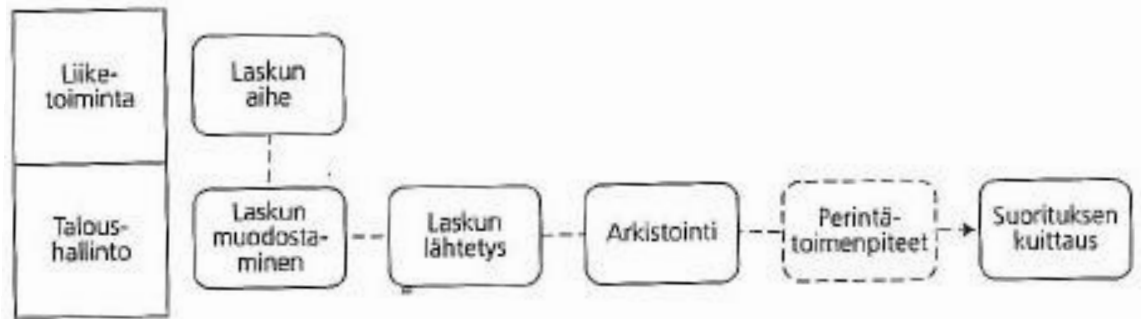 Liike-
toiminta
Laskun
aihe
Talous-
hallinto
Laskun
muodosta-
minen
Laskun
lähtetys
Arkistointi
Perintä-
toimenpiteet
Suorituksen
kuittaus